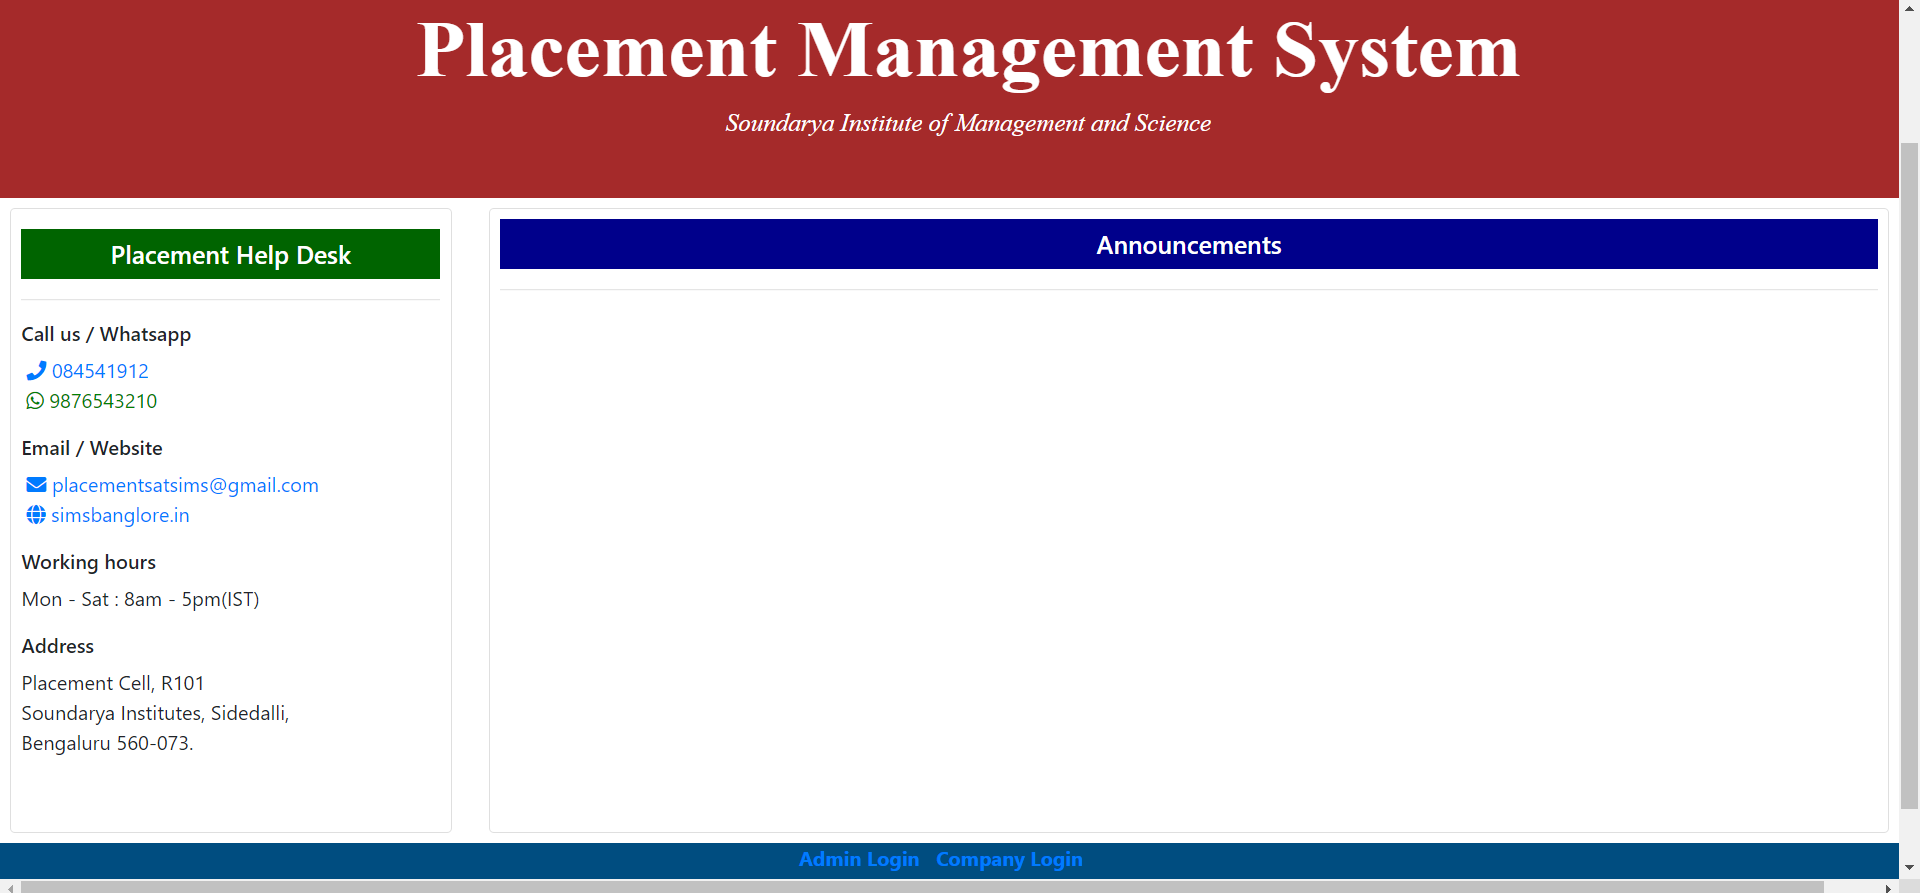 Placement Management System
Soundarya Institute of Management and Science
Placement Help Desk
Call us / Whatsapp
084541912
9876543210
Email / Website
placementsatsims@gmail.com
simsbanglore.in
Working hours
Mon - Sat : 8am - 5pm(IST)
Address
Placement Cell, R101
Soundarya Institutes, Sidedalli,
Bengaluru 560-073.
Announcements
Admin Login Company Login